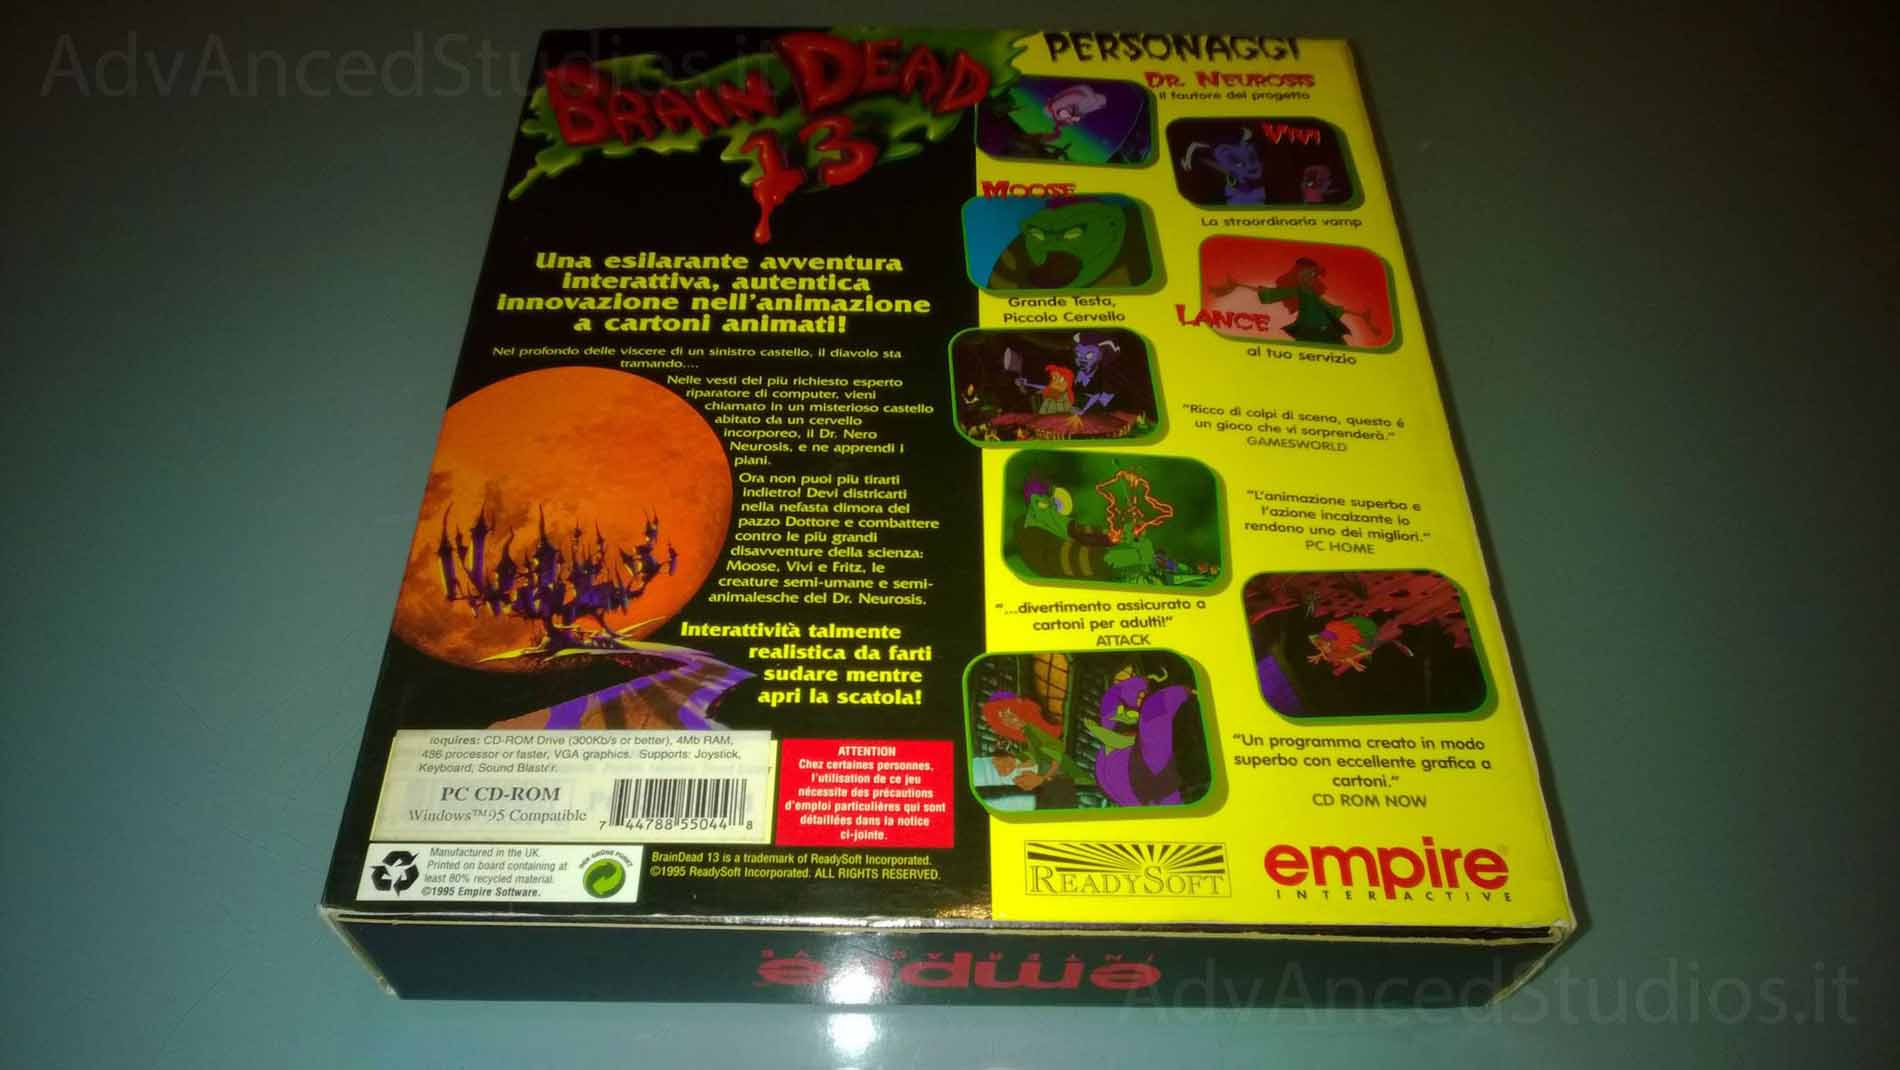 AdvAncedStudios.it
BRAIN DEAD
13
Una esilarante avventura
interattiva, autentica
innovazione nell'animazione
a cartoni animati!
Nel profondo delle viscere di un sinistro castello, il diavolo sta
tramando....
Nelle vesti del più richiesto esperto
riparatore di computer, vieni
chiamato in un misterioso castello
abitato da un cervello
incorporeo, il Dr. Nero
Neurosis, e ne apprendi i
piani.
Ora non puoi più tirarti
indietro! Devi districarti
nella nefasta dimora del
pazzo Dottore e combattere
contro le più grandi
disavventure della scienza:
Moose, Vivi e Fritz, le
creature semi-umane e semi-
animalesche del Dr. Neurosis.
Interattività talmente
realistica da farti
sudare mentre
apri la scatola!
PERSONAGGI
DR. NEUROSIS
il fautore del progetto
VIVI
La straordinaria vamp
MOOSE
Grande Testa,
Piccolo Cervello
LANCE
al tuo servizio
"Ricco di colpi di scena, questo é
un gioco che vi sorprenderà."
GAMESWORLD
"L'animazione superba e
l'azione incalzante lo
rendono uno dei migliori."
PC HOME
"...divertimento assicurato a
cartoni per adulti!"
ATTACK
"Un programma creato in modo
superbo con eccellente grafica a
cartoni."
CD ROM NOW
READYSOFT
empire
INTERACTIVE
equires: CD-ROM Drive (300Kb/s or better), 4Mb RAM,
486 processor or faster, VGA graphics. Supports: Joystick,
Keyboard, Sound Blaster.
PC CD-ROM
Windows™95 Compatible
7 44788 55044 8
ATTENTION
Chez certaines personnes,
l'utilisation de ce jeu
nécessite des précautions
d'emploi particulières qui sont
détaillées dans la notice
ci-jointe.
Manufactured in the UK.
Printed on board containing at
least 80% recycled material.
©1995 Empire Software.
DER GRÜNE PUNKT
BrainDead 13 is a trademark of ReadySoft Incorporated.
©1995 ReadySoft Incorporated. ALL RIGHTS RESERVED.
empire
AdvAncedStudios.it